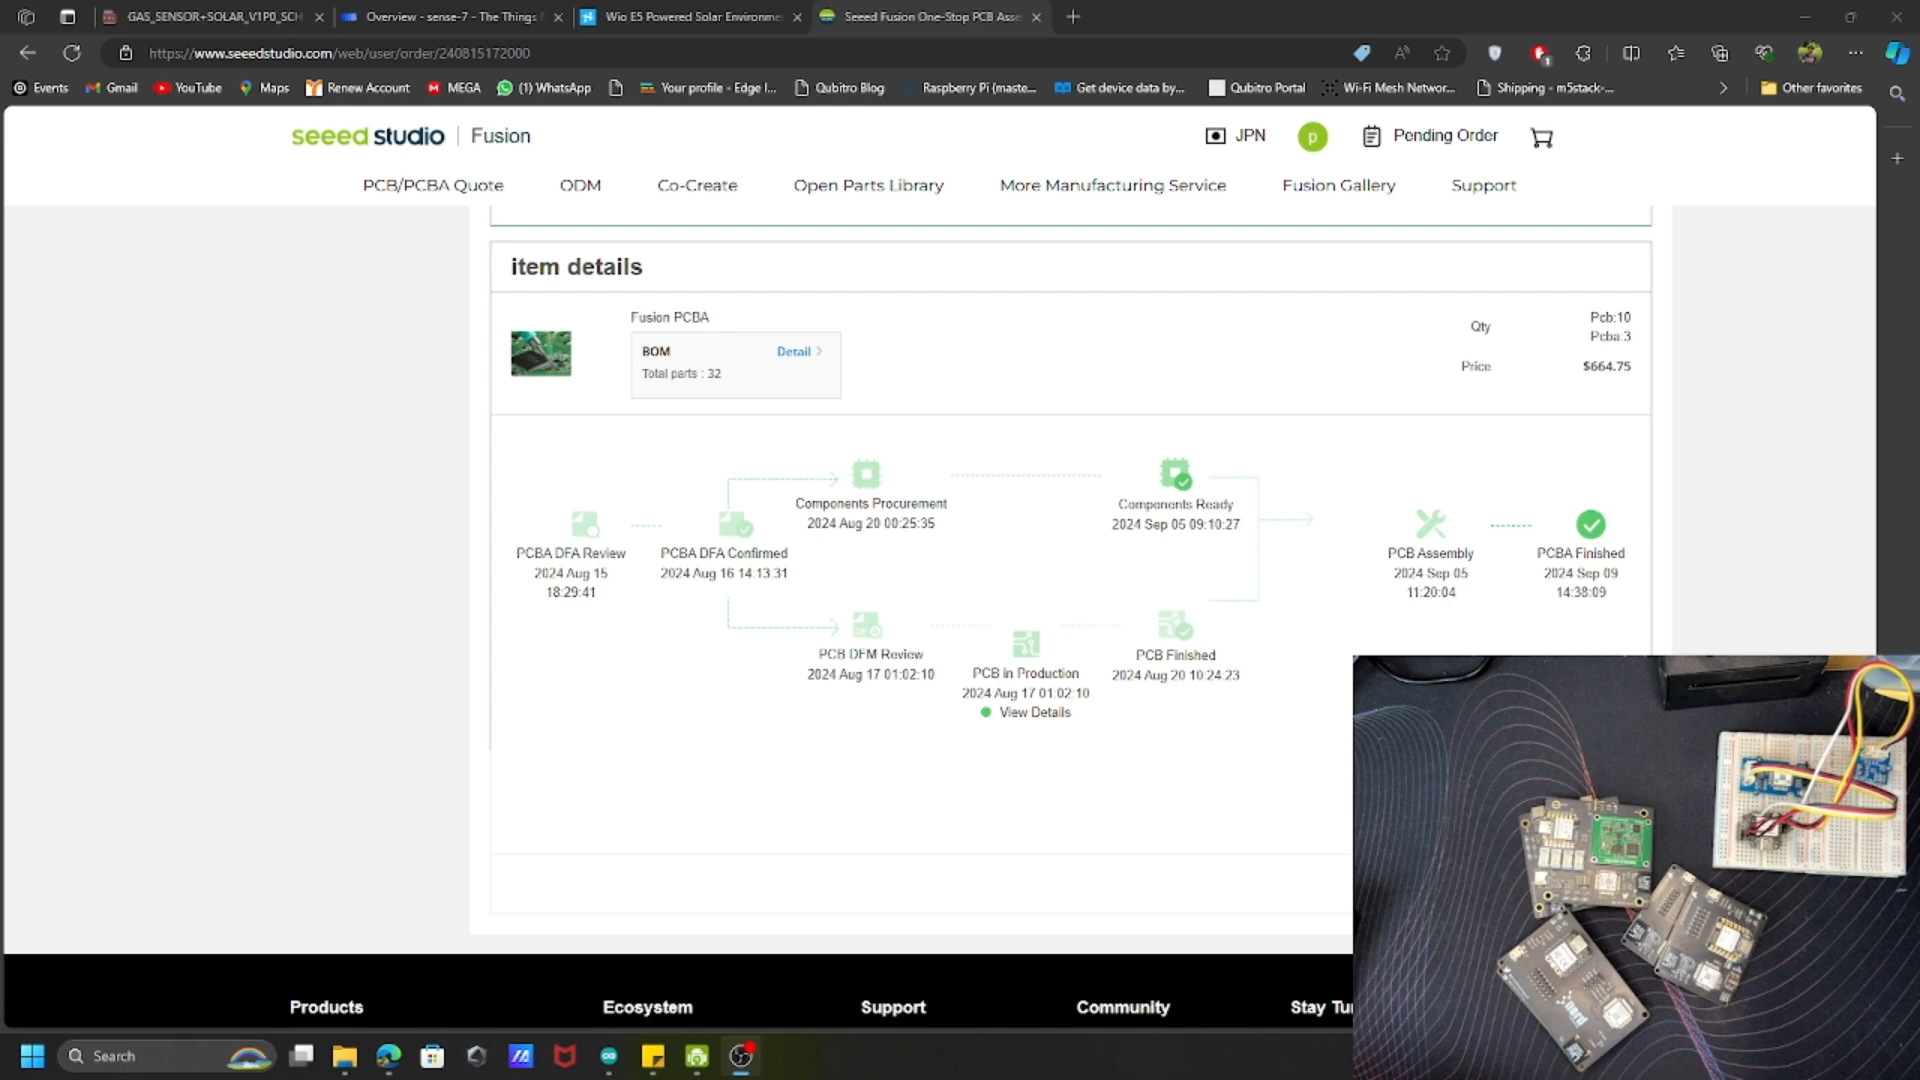 GAS_SENSOR+SOLAR_V1P0_SCH
Overview - sense-7 - The Things
Wio E5 Powered Solar Environme
Seeed Fusion One-Stop PCB Asse
https://www.seeedstudio.com/web/user/order/240815172000
1
Events
Gmail
YouTube
Maps
Renew Account
MEGA
(1) WhatsApp
Your profile - Edge I...
Qubitro Blog
Raspberry Pi (maste...
Get device data by...
Qubitro Portal
Wi-Fi Mesh Networ...
Shipping - m5stack-...
Other favorites
seeed studio | Fusion
JPN
p
Pending Order
PCB/PCBA Quote
ODM
Co-Create
Open Parts Library
More Manufacturing Service
Fusion Gallery
Support
item details
Fusion PCBA
BOM
Detail >
Total parts : 32
Qty
Pcb:10
Pcba:3
Price
$664.75
PCBA DFA Review
2024 Aug 15
18:29:41
PCBA DFA Confirmed
2024 Aug 16 14:13:31
Components Procurement
2024 Aug 20 00:25:35
Components Ready
2024 Sep 05 09:10:27
PCB DFM Review
2024 Aug 17 01:02:10
PCB in Production
2024 Aug 17 01:02:10
View Details
PCB Finished
2024 Aug 20 10:24:23
PCB Assembly
2024 Sep 05
11:20:04
PCBA Finished
2024 Sep 09
14:38:09
Products
Ecosystem
Support
Community
Stay Tu
Search